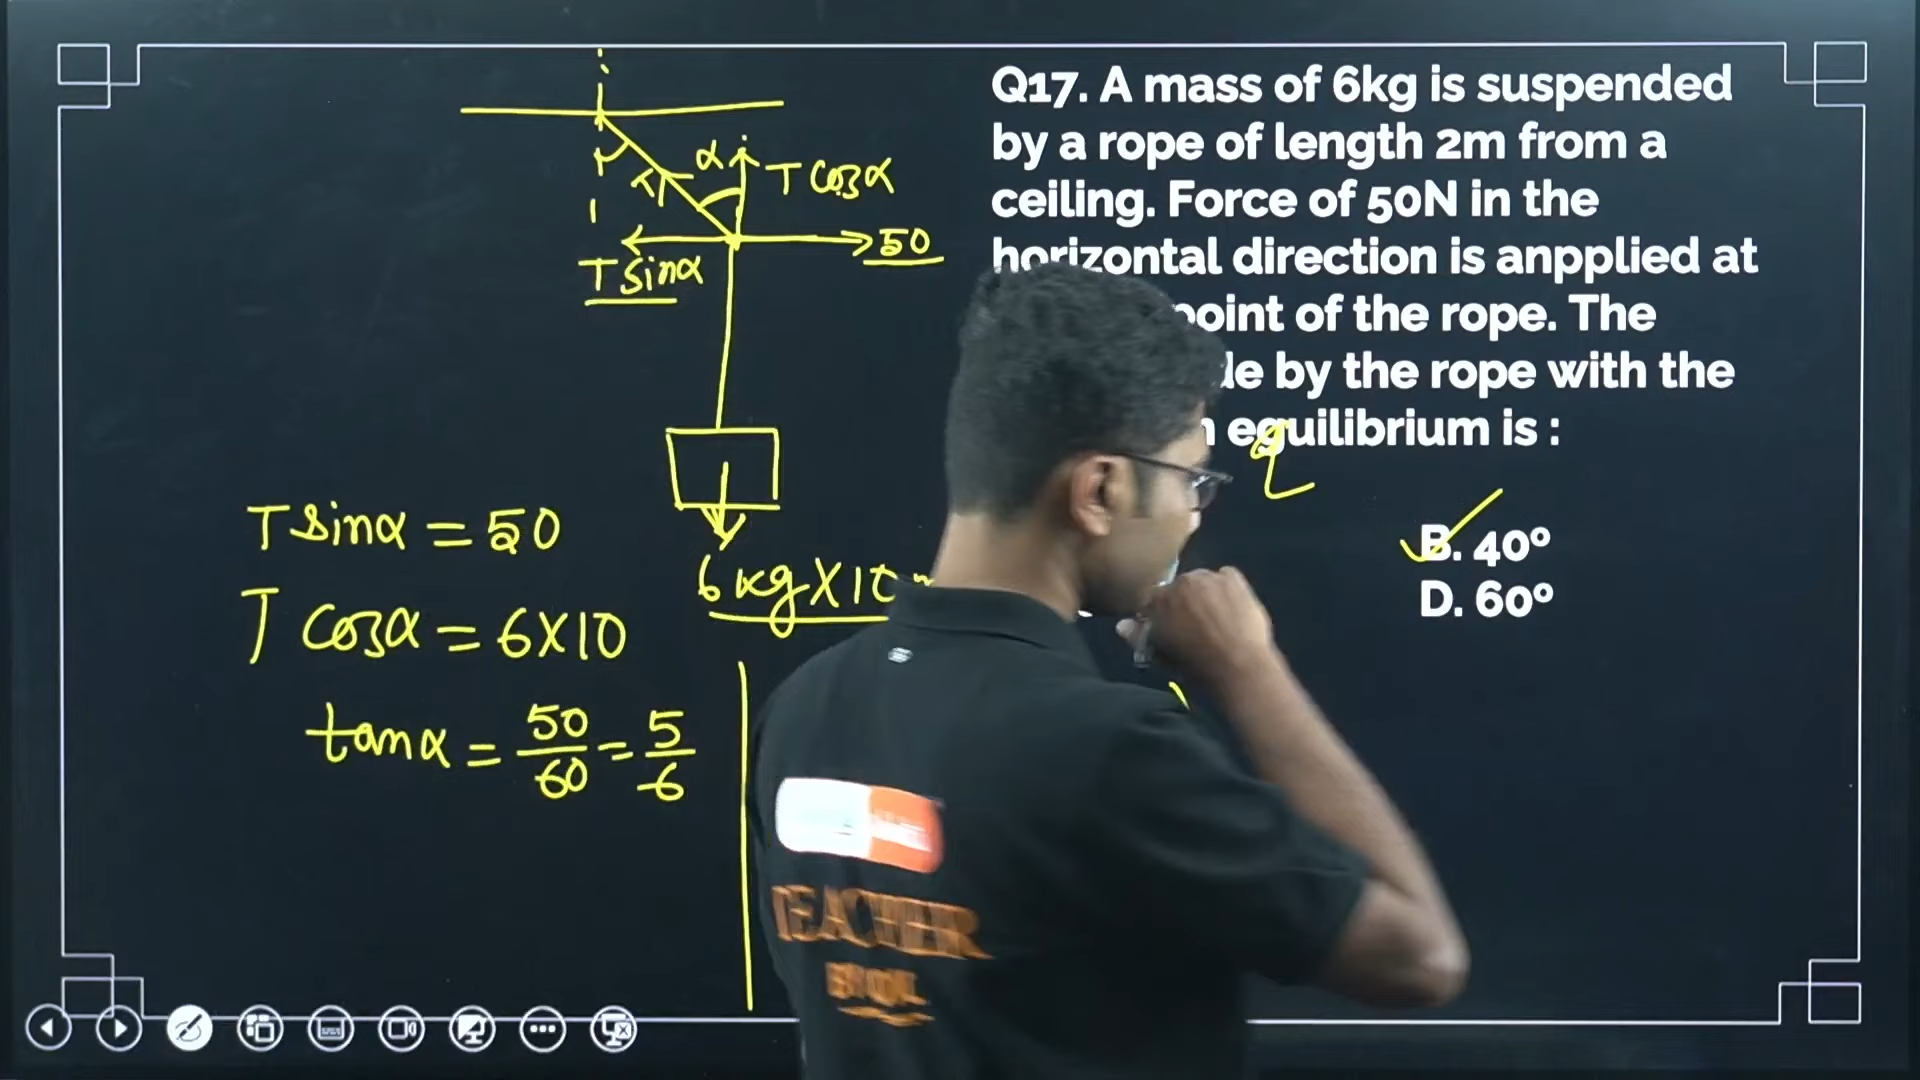 Q17. A mass of 6kg is suspended
by a rope of length 2m from a
ceiling. Force of 50N in the
horizontal direction is anpplied at
point of the rope. The
by the rope with the
eguilibrium is :
q
B. 40°
D. 60°
α
T cosα
T
50
T sinα
6kg×10
T sinα = 50
T cosα = 6×10
tanα = 50/60 = 5/6
TEACHER
BY